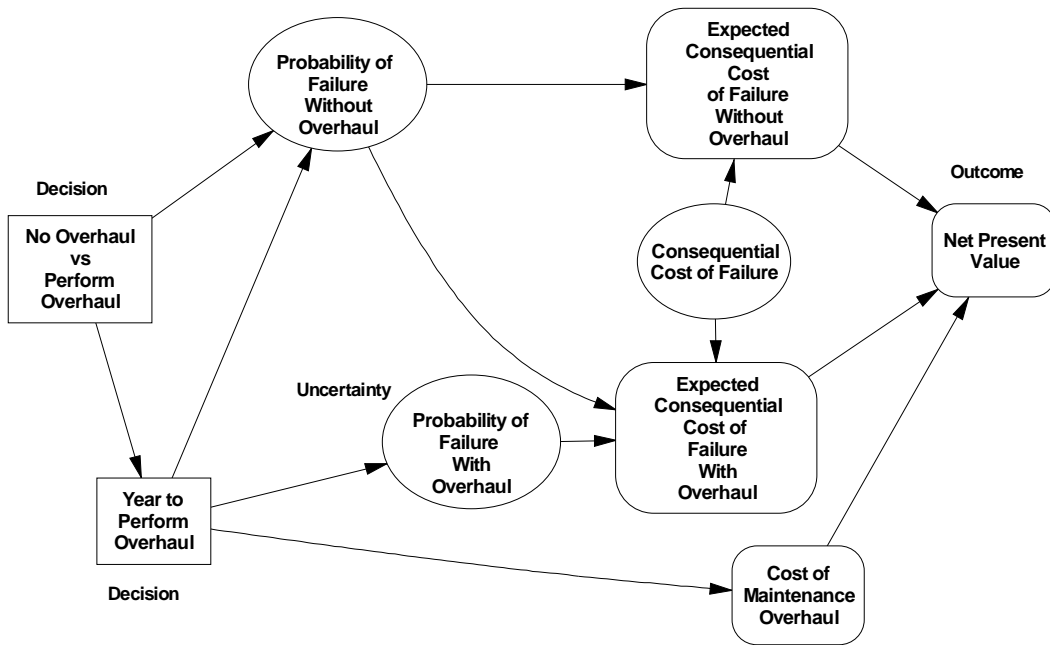 Probability of
Failure
Without
Overhaul
Expected
Consequential
Cost
of Failure
Without
Overhaul
Decision
No Overhaul
vs
Perform
Overhaul
Outcome
Net Present
Value
Consequential
Cost of Failure
Uncertainty
Probability of
Failure
With
Overhaul
Expected
Consequential
Cost of
Failure
With
Overhaul
Year to
Perform
Overhaul
Decision
Cost of
Maintenance
Overhaul